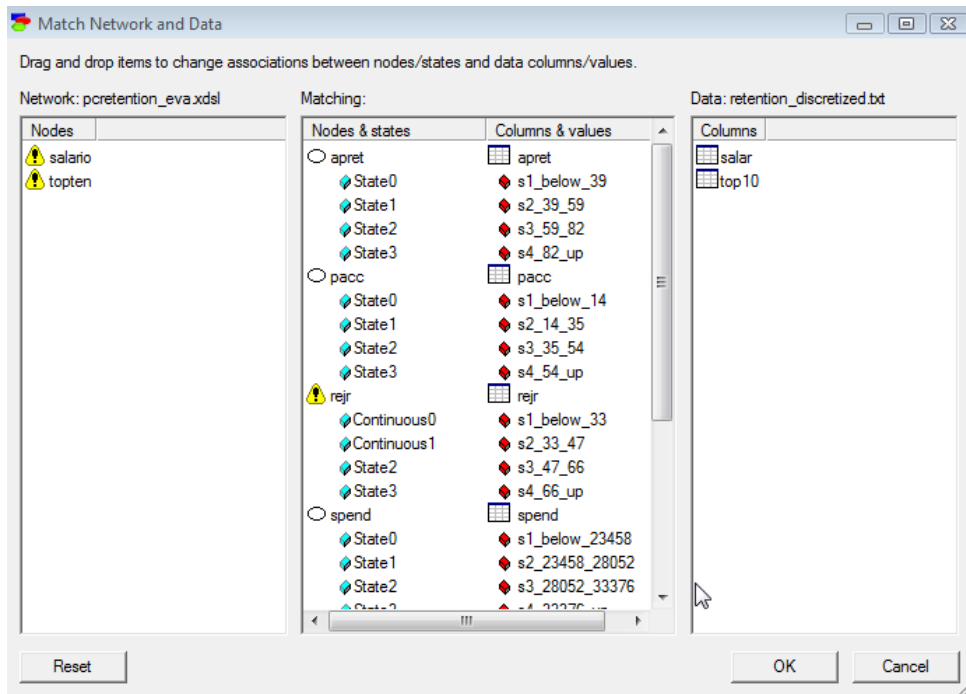 Match Network and Data
Drag and drop items to change associations between nodes/states and data columns/values.
Network: pcretention_eva.xdsl
Matching:
Data: retention_discretized.txt
Nodes
salario
topten
Nodes & states Columns & values
apret apret
State0 s1_below_39
State1 s2_39_59
State2 s3_59_82
State3 s4_82_up
pacc pacc
State0 s1_below_14
State1 s2_14_35
State2 s3_35_54
State3 s4_54_up
rejr rejr
Continuous0 s1_below_33
Continuous1 s2_33_47
State2 s3_47_66
State3 s4_66_up
spend spend
State0 s1_below_23458
State1 s2_23458_28052
State2 s3_28052_33376
Columns
salar
top10
Reset
OK
Cancel